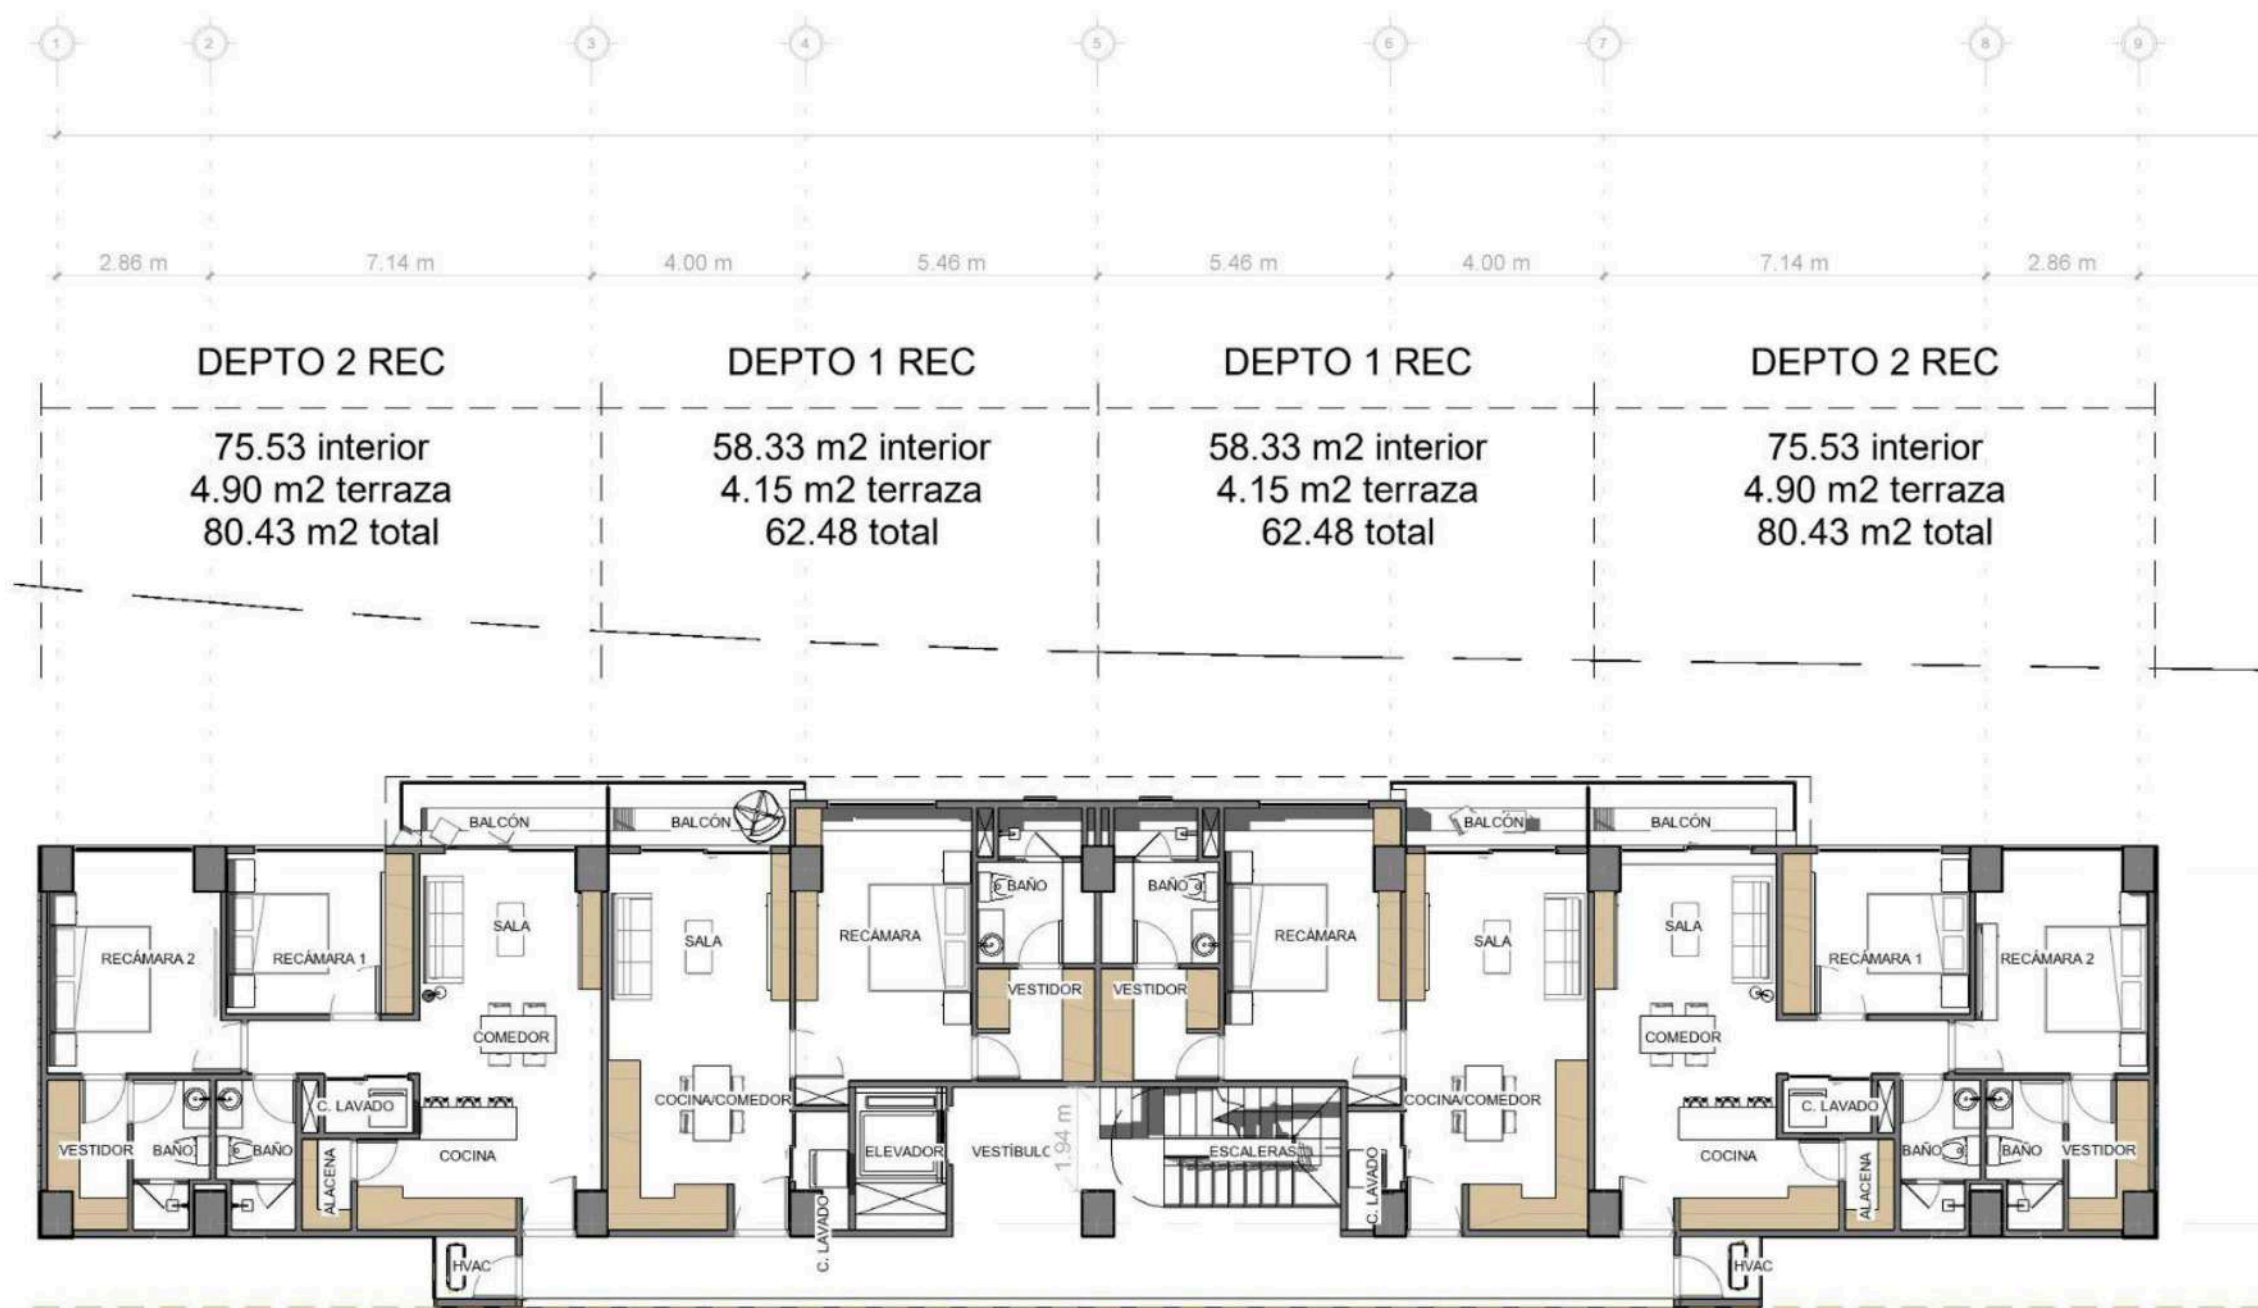 1 2 3 4 5 6 7 8 9
2.86 m 7.14 m 4.00 m 5.46 m 5.46 m 4.00 m 7.14 m 2.86 m
DEPTO 2 REC
75.53 interior
4.90 m2 terraza
80.43 m2 total
DEPTO 1 REC
58.33 m2 interior
4.15 m2 terraza
62.48 total
DEPTO 1 REC
58.33 m2 interior
4.15 m2 terraza
62.48 total
DEPTO 2 REC
75.53 interior
4.90 m2 terraza
80.43 m2 total
BALCÓN BALCÓN BALCÓN BALCÓN
BAÑO BAÑO
SALA SALA RECÁMARA RECÁMARA SALA SALA
RECÁMARA 2 RECÁMARA 1 RECÁMARA 1 RECÁMARA 2
VESTIDOR VESTIDOR
COMEDOR COMEDOR
C. LAVADO COCINA/COMEDOR COCINA/COMEDOR C. LAVADO
1.94 m
VESTIDOR BAÑO BAÑO COCINA ELEVADOR VESTÍBULO ESCALERAS COCINA BAÑO BAÑO VESTIDOR
ALACENA C. LAVADO C. LAVADO ALACENA
HVAC HVAC